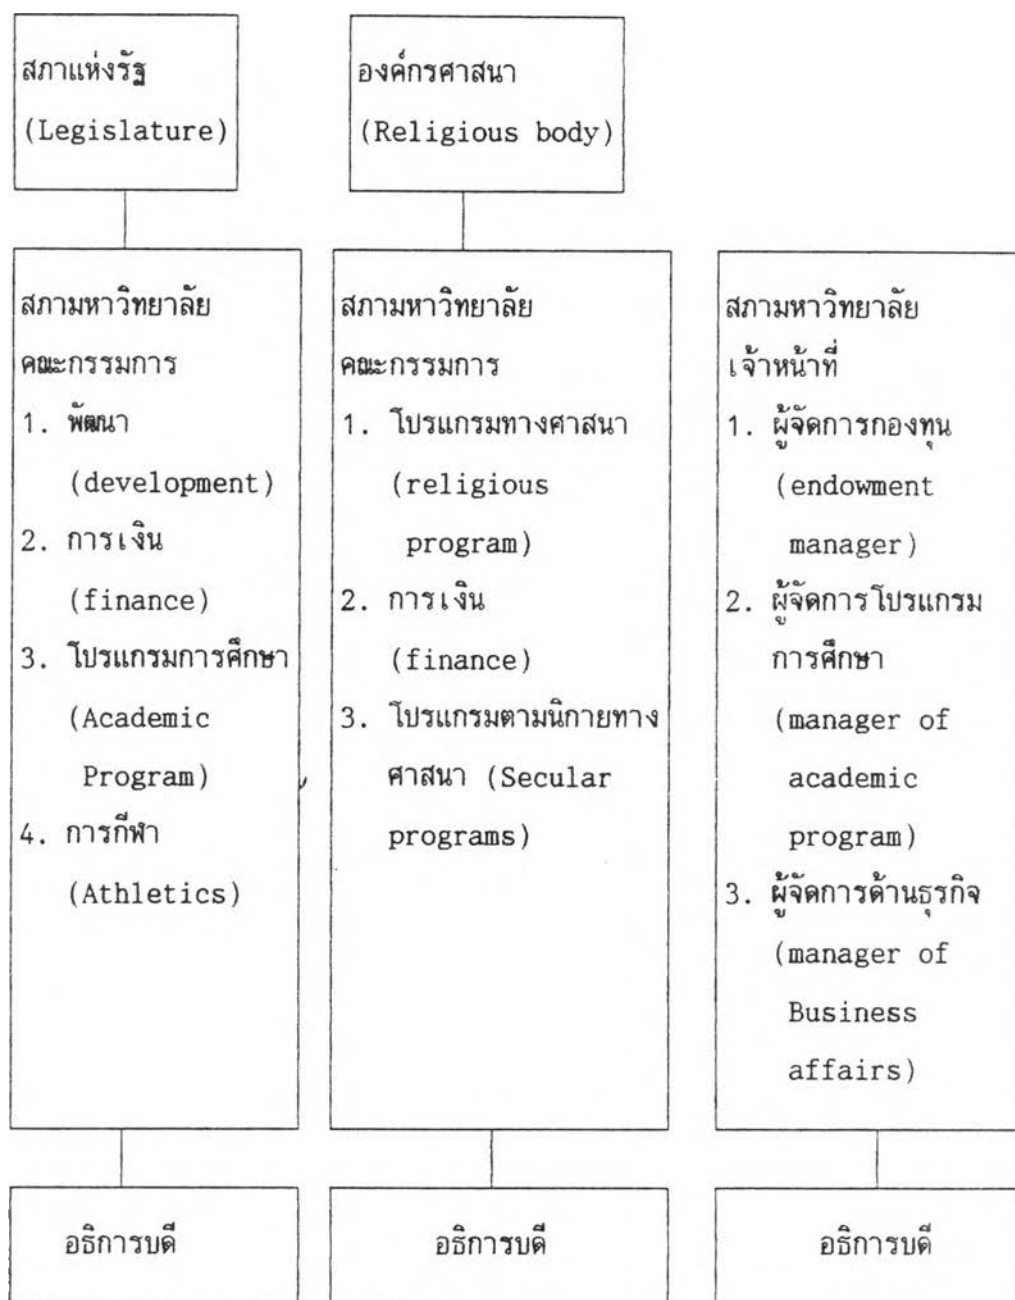 สภาแห่งรัฐ
(Legislature)
องค์กรศาสนา
(Religious body)
สภามหาวิทยาลัย
คณะกรรมการ
1. พัฒนา
(development)
2. การเงิน
(finance)
3. โปรแกรมการศึกษา
(Academic
Program)
4. การกีฬา
(Athletics)
สภามหาวิทยาลัย
คณะกรรมการ
1. โปรแกรมทางศาสนา
(religious
program)
2. การเงิน
(finance)
3. โปรแกรมตามนิกายทาง
ศาสนา (Secular
programs)
สภามหาวิทยาลัย
เจ้าหน้าที่
1. ผู้จัดการกองทุน
(endowment
manager)
2. ผู้จัดการโปรแกรม
การศึกษา
(manager of
academic
program)
3. ผู้จัดการด้านธุรกิจ
(manager of
Business
affairs)
อธิการบดี
อธิการบดี
อธิการบดี